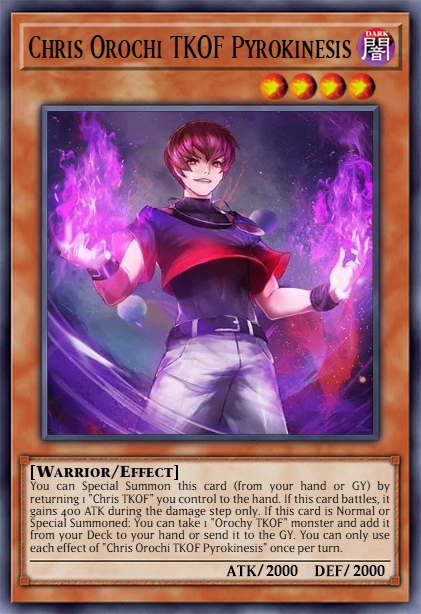 Chris Orochi TKOF Pyrokinesis
DARK
闇
[Warrior/Effect]
You can Special Summon this card (from your hand or GY) by
returning 1 "Chris TKOF" you control to the hand. If this card battles, it
gains 400 ATK during the damage step only. If this card is Normal or
Special Summoned: You can take 1 "Orochy TKOF" monster and add it
from your Deck to your hand or send it to the GY. You can only use
each effect of "Chris Orochi TKOF Pyrokinesis" once per turn.
ATK/2000 DEF/2000